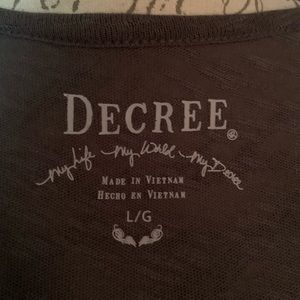 DECREE®
My Life My World My Decree
MADE IN VIETNAM
HECHO EN VIETNAM
L/G